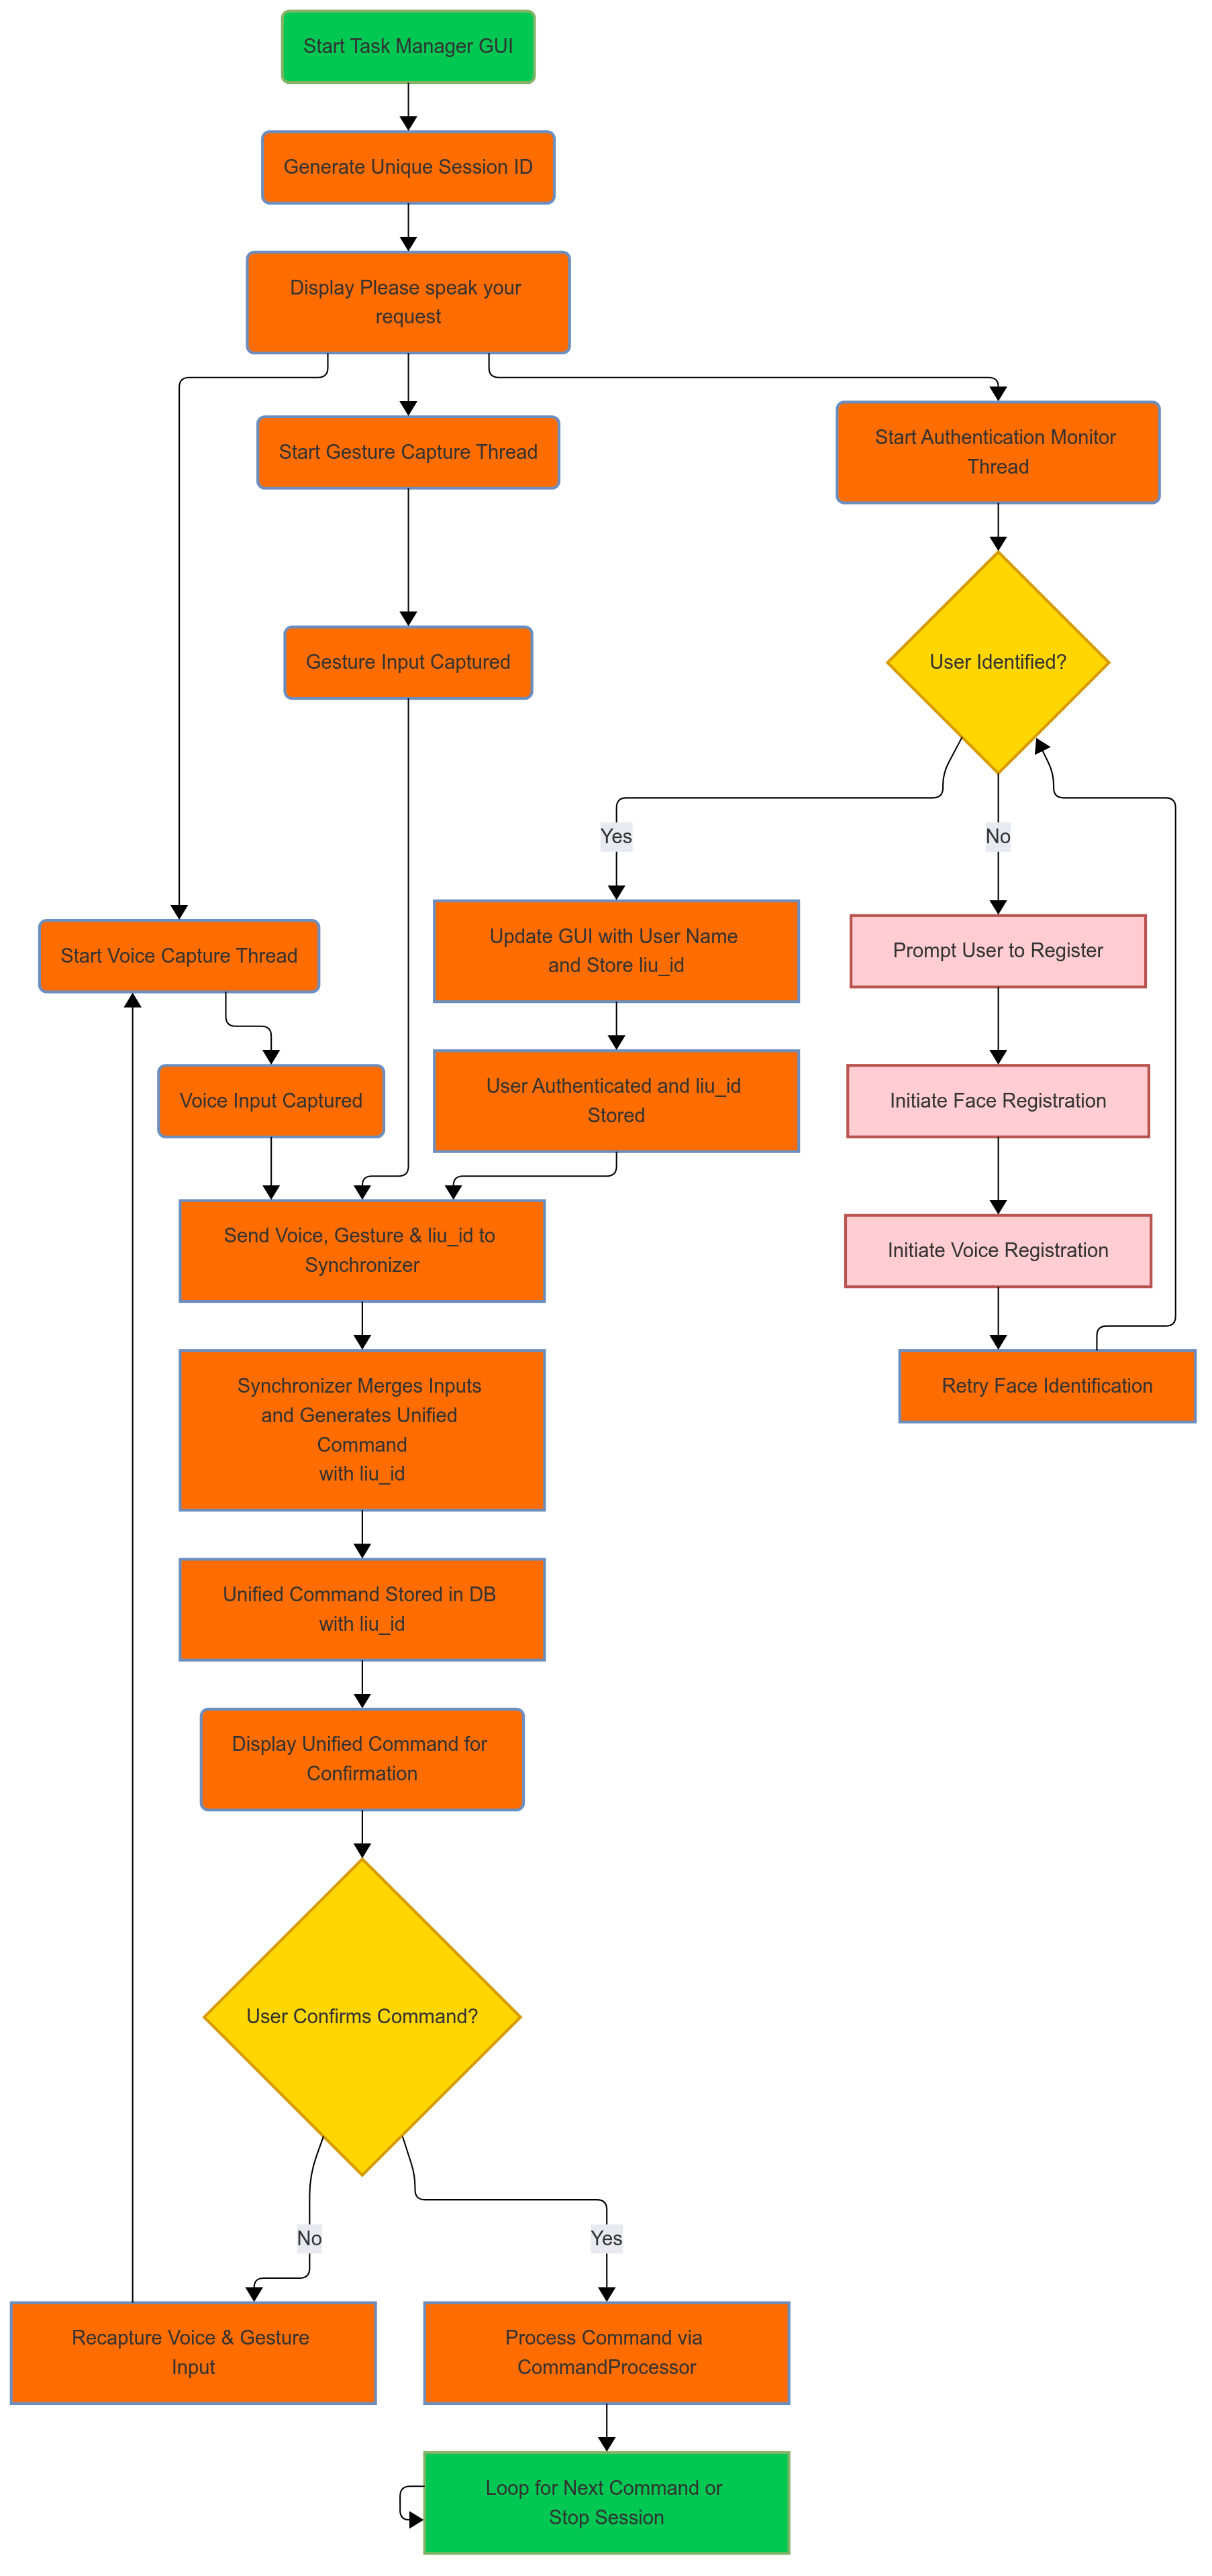 Start Task Manager GUI
Generate Unique Session ID
Display Please speak your
request
Start Gesture Capture Thread
Start Authentication Monitor
Thread
Gesture Input Captured
User Identified?
Yes
No
Start Voice Capture Thread
Update GUI with User Name
and Store liu_id
Prompt User to Register
Voice Input Captured
User Authenticated and liu_id
Stored
Initiate Face Registration
Send Voice, Gesture & liu_id to
Synchronizer
Initiate Voice Registration
Synchronizer Merges Inputs
and Generates Unified
Command
with liu_id
Retry Face Identification
Unified Command Stored in DB
with liu_id
Display Unified Command for
Confirmation
User Confirms Command?
No
Yes
Recapture Voice & Gesture
Input
Process Command via
CommandProcessor
Loop for Next Command or
Stop Session